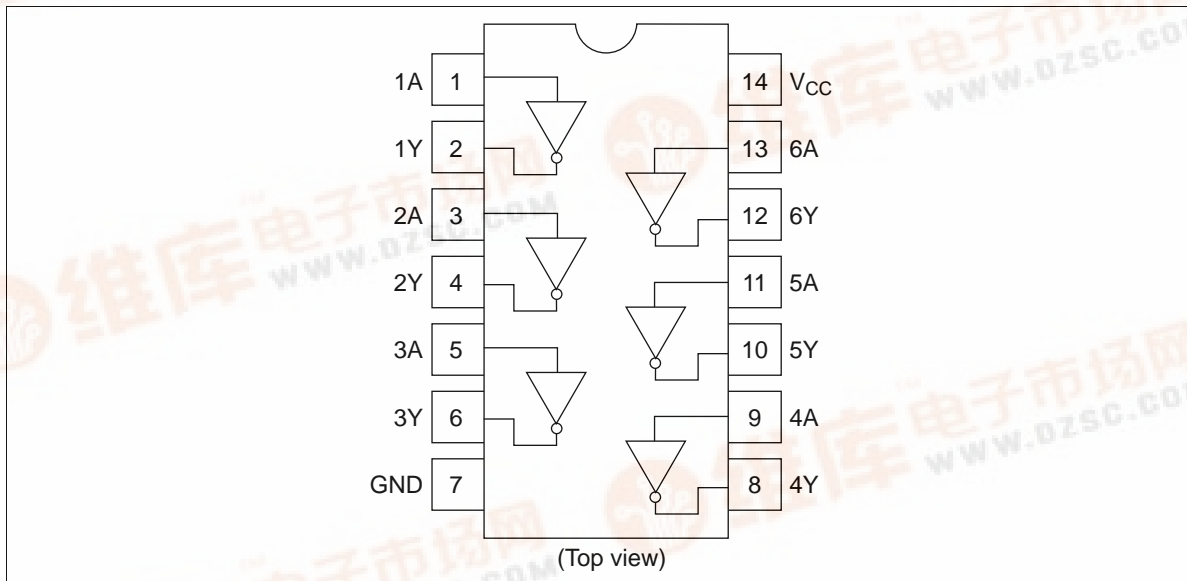 1A 1 14 VCC
1Y 2 13 6A
2A 3 12 6Y
2Y 4 11 5A
3A 5 10 5Y
3Y 6 9 4A
GND 7 8 4Y
(Top view)
维库电子市场网
WWW.DZSC.COM